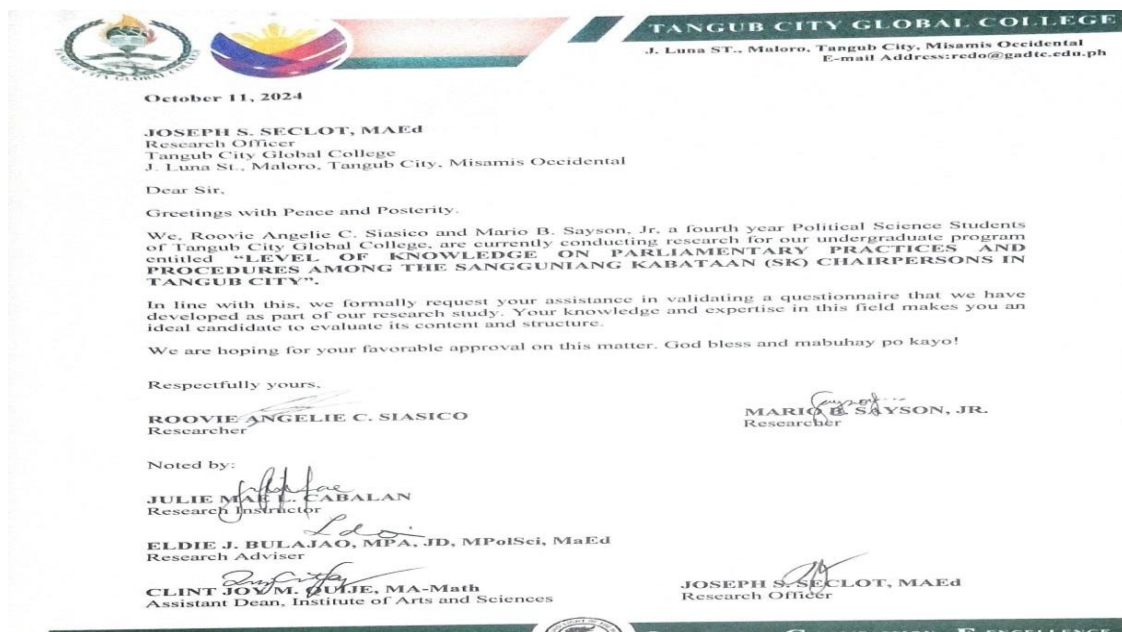 TANGUB CITY GLOBAL COLLEGE
J. Luna ST., Maloro, Tangub City, Misamis Occidental
E-mail Address:redo@gadtc.edu.ph
October 11, 2024
JOSEPH S. SECLOT, MAEd
Research Officer
Tangub City Global College
J. Luna St., Maloro, Tangub City, Misamis Occidental
Dear Sir,
Greetings with Peace and Posterity.
We, Roovic Angelie C. Siasico and Mario B. Sayson, Jr. a fourth year Political Science Students
of Tangub City Global College, are currently conducting research for our undergraduate program
entitled “LEVEL OF KNOWLEDGE ON PARLIAMENTARY PRACTICES AND
PROCEDURES AMONG THE SANGGUNIANG KABATAAN (SK) CHAIRPERSONS IN
TANGUB CITY”.
In line with this, we formally request your assistance in validating a questionnaire that we have
developed as part of our research study. Your knowledge and expertise in this field makes you an
ideal candidate to evaluate its content and structure.
We are hoping for your favorable approval on this matter. God bless and mabuhay po kayo!
Respectfully yours,
ROOVIE ANGELIE C. SIASICO
Researcher
MARIO B. SAYSON, JR.
Researcher
Noted by:
JULIE MAE L. CABALAN
Research Instructor
ELDIE J. BULAJAO, MPA, JD, MPolSci, MaEd
Research Adviser
CLINT JOY M. QUIJE, MA-Math
Assistant Dean, Institute of Arts and Sciences
JOSEPH S. SECLOT, MAEd
Research Officer